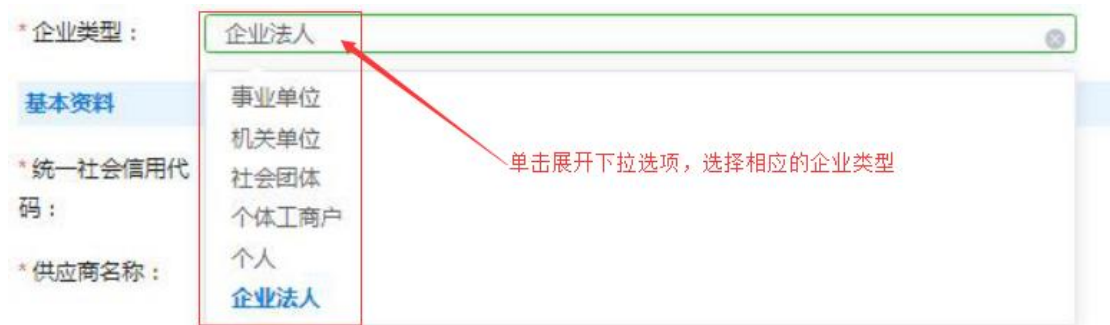 *企业类型：
企业法人
基本资料
事业单位
机关单位
*统一社会信用代
码：
单击展开下拉选项，选择相应的企业类型
社会团体
个体工商户
*供应商名称：
个人
企业法人